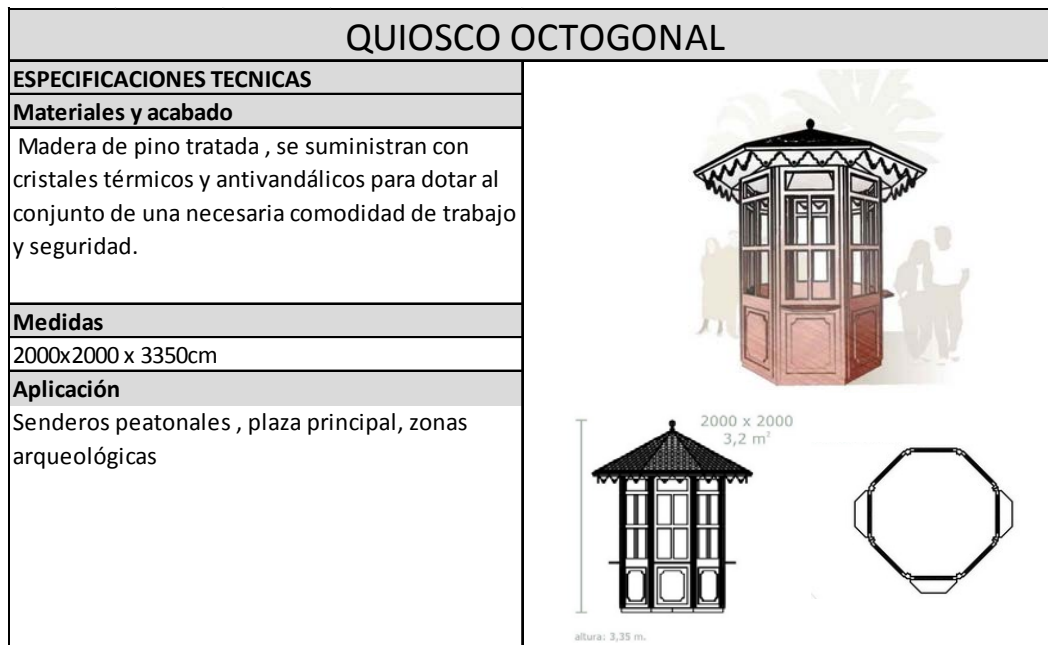 QUIOSCO OCTOGONAL
ESPECIFICACIONES TECNICAS
Materiales y acabado
Madera de pino tratada , se suministran con
cristales térmicos y antivandálicos para dotar al
conjunto de una necesaria comodidad de trabajo
y seguridad.
Medidas
2000x2000 x 3350cm
Aplicación
Senderos peatonales , plaza principal, zonas
arqueológicas
2000 x 2000
3,2 m²
altura: 3,35 m.